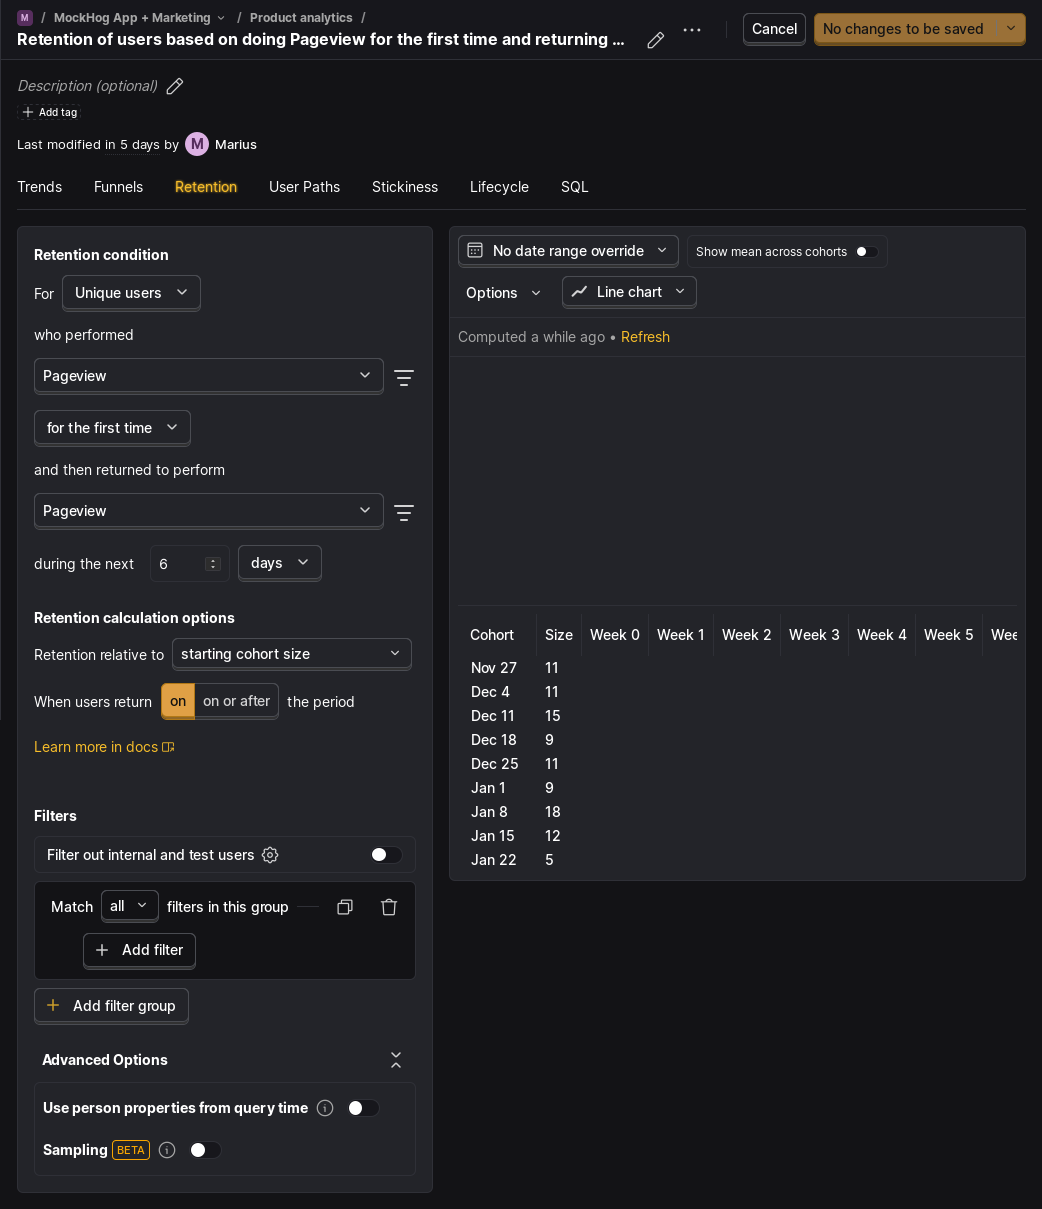 M / MockHog App + Marketing / Product analytics /
Retention of users based on doing Pageview for the first time and returning ...
Cancel
No changes to be saved
Description (optional)
Add tag
Last modified in 5 days by M Marius
Trends Funnels Retention User Paths Stickiness Lifecycle SQL
Retention condition
For Unique users
who performed
Pageview
for the first time
and then returned to perform
Pageview
during the next 6 days
Retention calculation options
Retention relative to starting cohort size
When users return on on or after the period
Learn more in docs
Filters
Filter out internal and test users
Match all filters in this group
Add filter
Add filter group
Advanced Options
Use person properties from query time
Sampling BETA
No date range override
Show mean across cohorts
Options
Line chart
Computed a while ago • Refresh
Cohort Size Week 0 Week 1 Week 2 Week 3 Week 4 Week 5 Wee
Nov 27 11
Dec 4 11
Dec 11 15
Dec 18 9
Dec 25 11
Jan 1 9
Jan 8 18
Jan 15 12
Jan 22 5